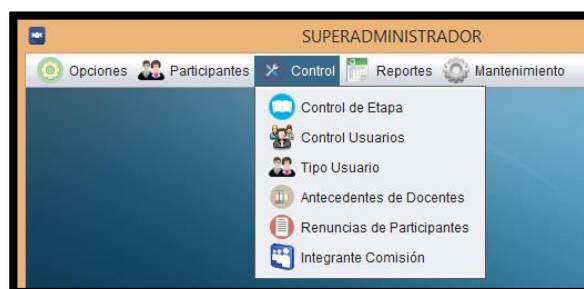 SUPERADMINISTRADOR
Opciones Participantes Control Reportes Mantenimiento
Control de Etapa
Control Usuarios
Tipo Usuario
Antecedentes de Docentes
Renuncias de Participantes
Integrante Comisión